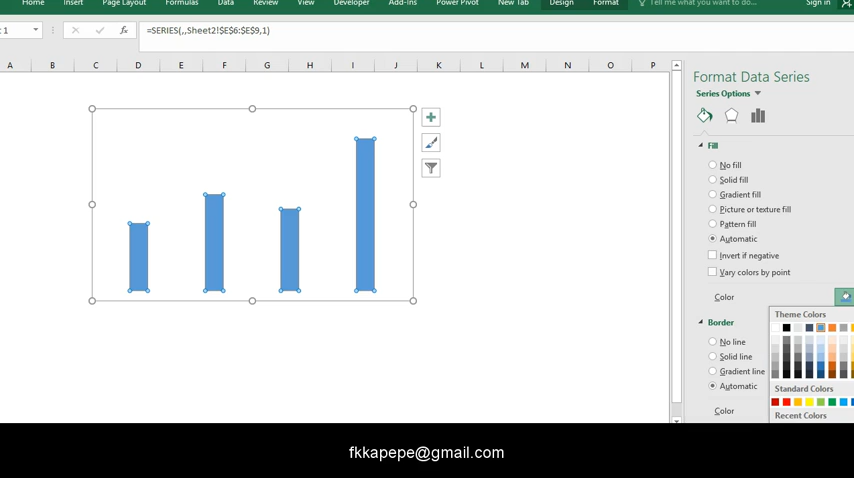 Home Insert Page Layout Formulas Data Review View Developer Add-Ins Power Pivot New Tab Design Format Tell me what you want to do... Sign in
1 fx =SERIES(,,Sheet2!$E$6:$E$9,1)
A B C D E F G H I J K L M N O P
Format Data Series
Series Options
Fill
No fill
Solid fill
Gradient fill
Picture or texture fill
Pattern fill
Automatic
Invert if negative
Vary colors by point
Color
Theme Colors
Border
No line
Solid line
Gradient line
Automatic
Standard Colors
Color
Recent Colors
fkkapepe@gmail.com